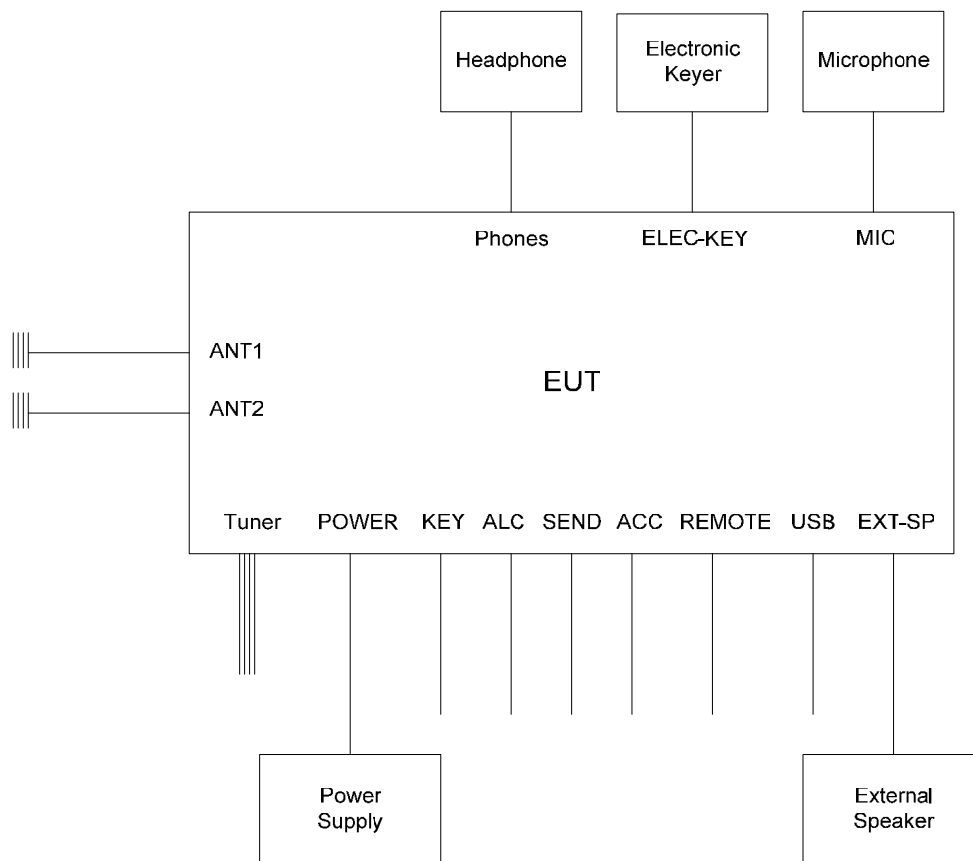 Headphone
Electronic
Keyer
Microphone
Phones
ELEC-KEY
MIC
ANT1
EUT
ANT2
Tuner
POWER
KEY
ALC
SEND
ACC
REMOTE
USB
EXT-SP
Power
Supply
External
Speaker